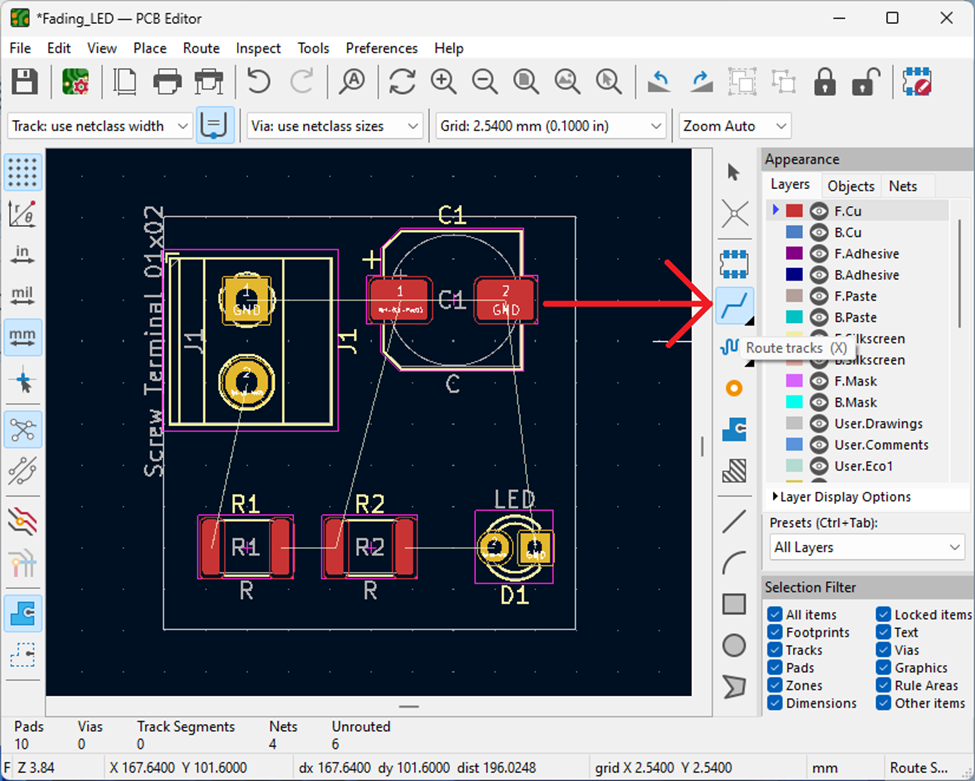 *Fading_LED — PCB Editor
File Edit View Place Route Inspect Tools Preferences Help
Track: use netclass width
Via: use netclass sizes
Grid: 2.5400 mm (0.1000 in)
Zoom Auto
in
mil
mm
Screw Terminal 01x02
J1
J1
1
GND
2
C1
+
1
C1
2
GND
C
R1
R1
R
R2
R2
R
LED
2
GND
D1
Route tracks (X)
Appearance
Layers Objects Nets
F.Cu
B.Cu
F.Adhesive
B.Adhesive
F.Paste
B.Paste
Silkscreen
B.Silkscreen
F.Mask
B.Mask
User.Drawings
User.Comments
User.Eco1
Layer Display Options
Presets (Ctrl+Tab):
All Layers
Selection Filter
All items Locked items
Footprints Text
Tracks Vias
Pads Graphics
Zones Rule Areas
Dimensions Other items
Pads Vias Track Segments Nets Unrouted
10 0 0 4 6
F Z 3.84 X 167.6400 Y 101.6000 dx 167.6400 dy 101.6000 dist 196.0248 grid X 2.5400 Y 2.5400 mm Route S...